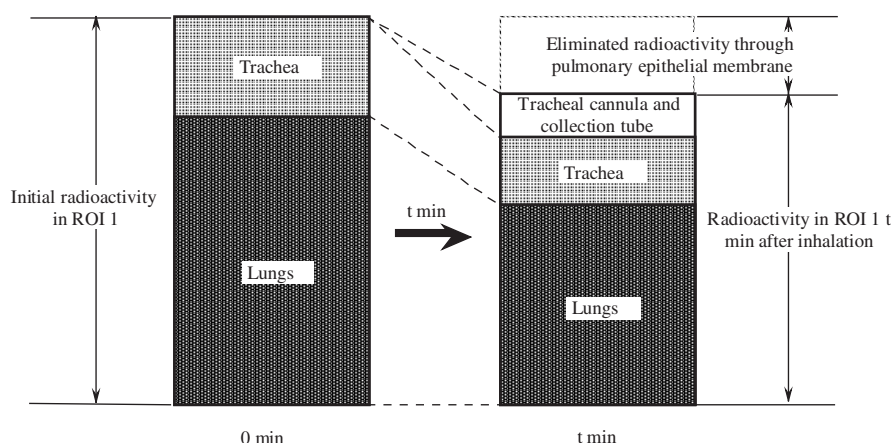 Trachea
Lungs
Initial radioactivity
in ROI 1
0 min
t min
Eliminated radioactivity through
pulmonary epithelial membrane
Tracheal cannula and
collection tube
Trachea
Lungs
Radioactivity in ROI 1 t
min after inhalation
t min